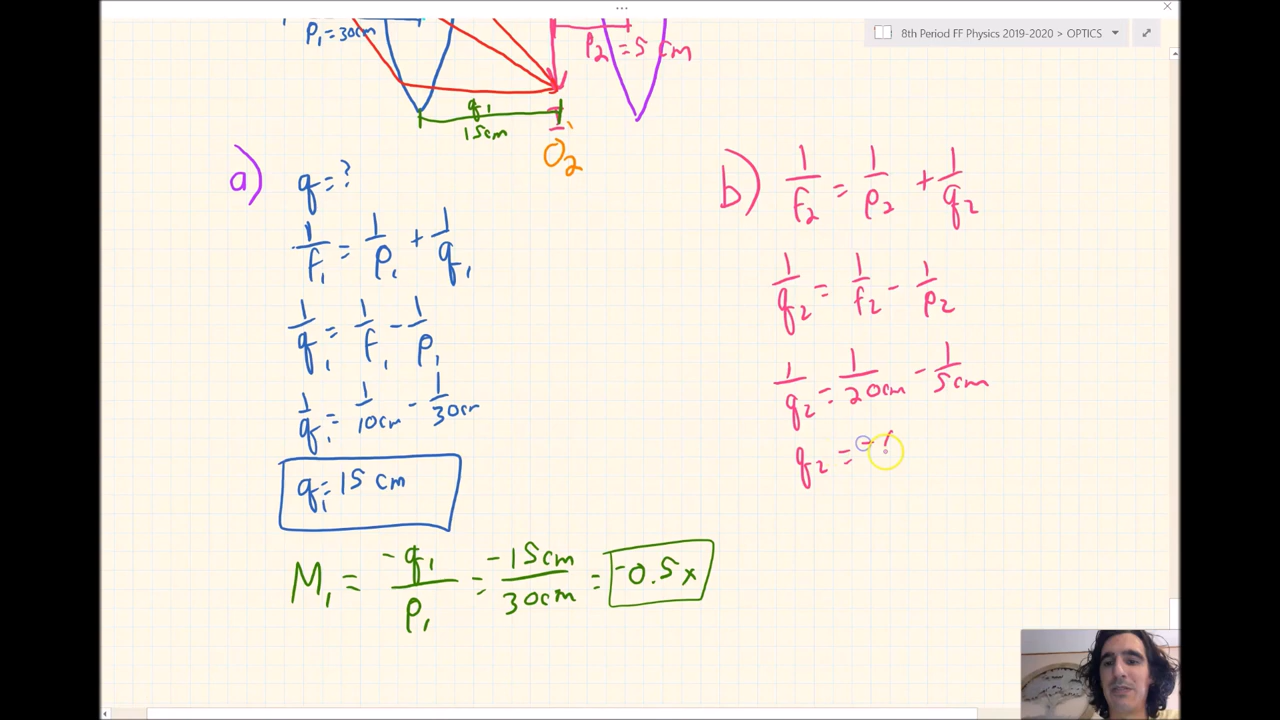 8th Period FF Physics 2019-2020 > OPTICS
P₁ = 30cm
P₂ = 5 cm
q₁
15cm
I₁
O₂
a) q = ?
1/f₁ = 1/P₁ + 1/q₁
1/q₁ = 1/f₁ - 1/P₁
1/q₁ = 1/10cm - 1/30cm
q₁ = 15 cm
M₁ = -q₁/P₁ = -15cm/30cm = -0.5x
b) 1/f₂ = 1/P₂ + 1/q₂
1/q₂ = 1/f₂ - 1/P₂
1/q₂ = 1/20cm - 1/5cm
q₂ = -